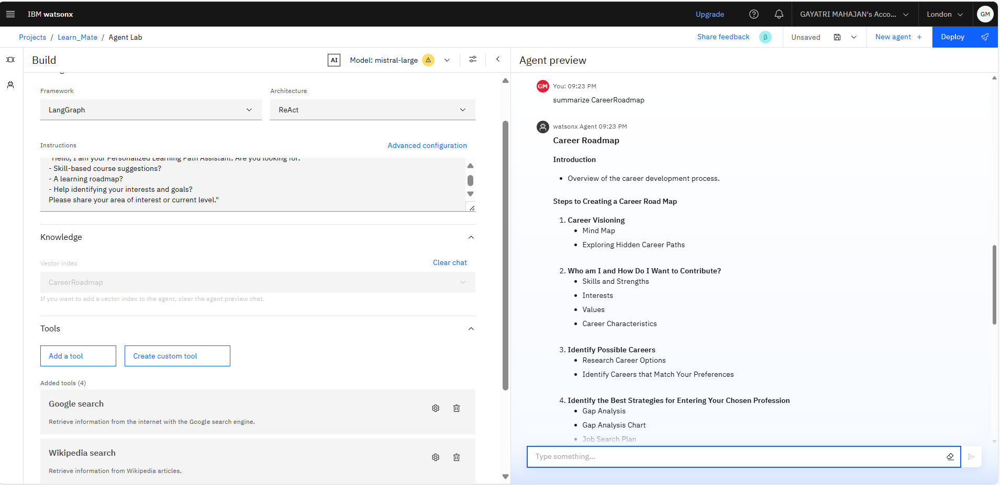 IBM watsonx
Upgrade
GAYATRI MAHAJAN's Acco...
London
GM
Projects / Learn_Mate / Agent Lab
Share feedback
β
Unsaved
New agent +
Deploy
Build
AI
Model: mistral-large
Framework
Architecture
LangGraph
ReAct
Instructions
Advanced configuration
"Hello, I am your Personalized Learning Path Assistant. Are you looking for:
- Skill-based course suggestions?
- A learning roadmap?
- Help identifying your interests and goals?
Please share your area of interest or current level."
Knowledge
Vector index
Clear chat
CareerRoadmap
If you want to add a vector index to the agent, clear the agent preview chat.
Tools
Add a tool
Create custom tool
Added tools (4)
Google search
Retrieve information from the internet with the Google search engine.
Wikipedia search
Retrieve information from Wikipedia articles.
Agent preview
GM
You: 09:23 PM
summarize CareerRoadmap
watsonx Agent 09:23 PM
Career Roadmap
Introduction
• Overview of the career development process.
Steps to Creating a Career Road Map
1. Career Visioning
• Mind Map
• Exploring Hidden Career Paths
2. Who am I and How Do I Want to Contribute?
• Skills and Strengths
• Interests
• Values
• Career Characteristics
3. Identify Possible Careers
• Research Career Options
• Identify Careers that Match Your Preferences
4. Identify the Best Strategies for Entering Your Chosen Profession
• Gap Analysis
• Gap Analysis Chart
• Job Search Plan
Type something...